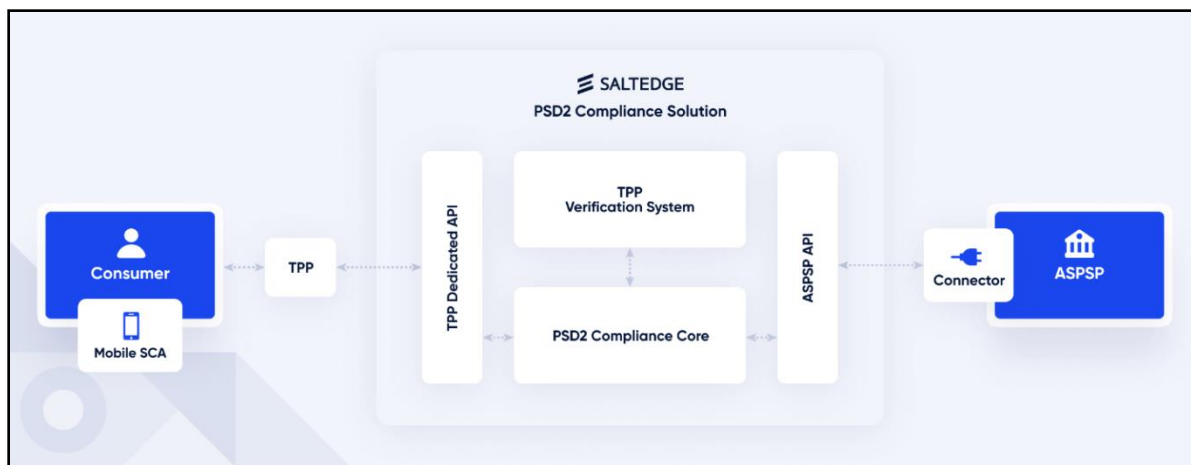 SALTEDGE
PSD2 Compliance Solution
Consumer
Mobile SCA
TPP
TPP Dedicated API
TPP
Verification System
PSD2 Compliance Core
ASPSP API
Connector
ASPSP